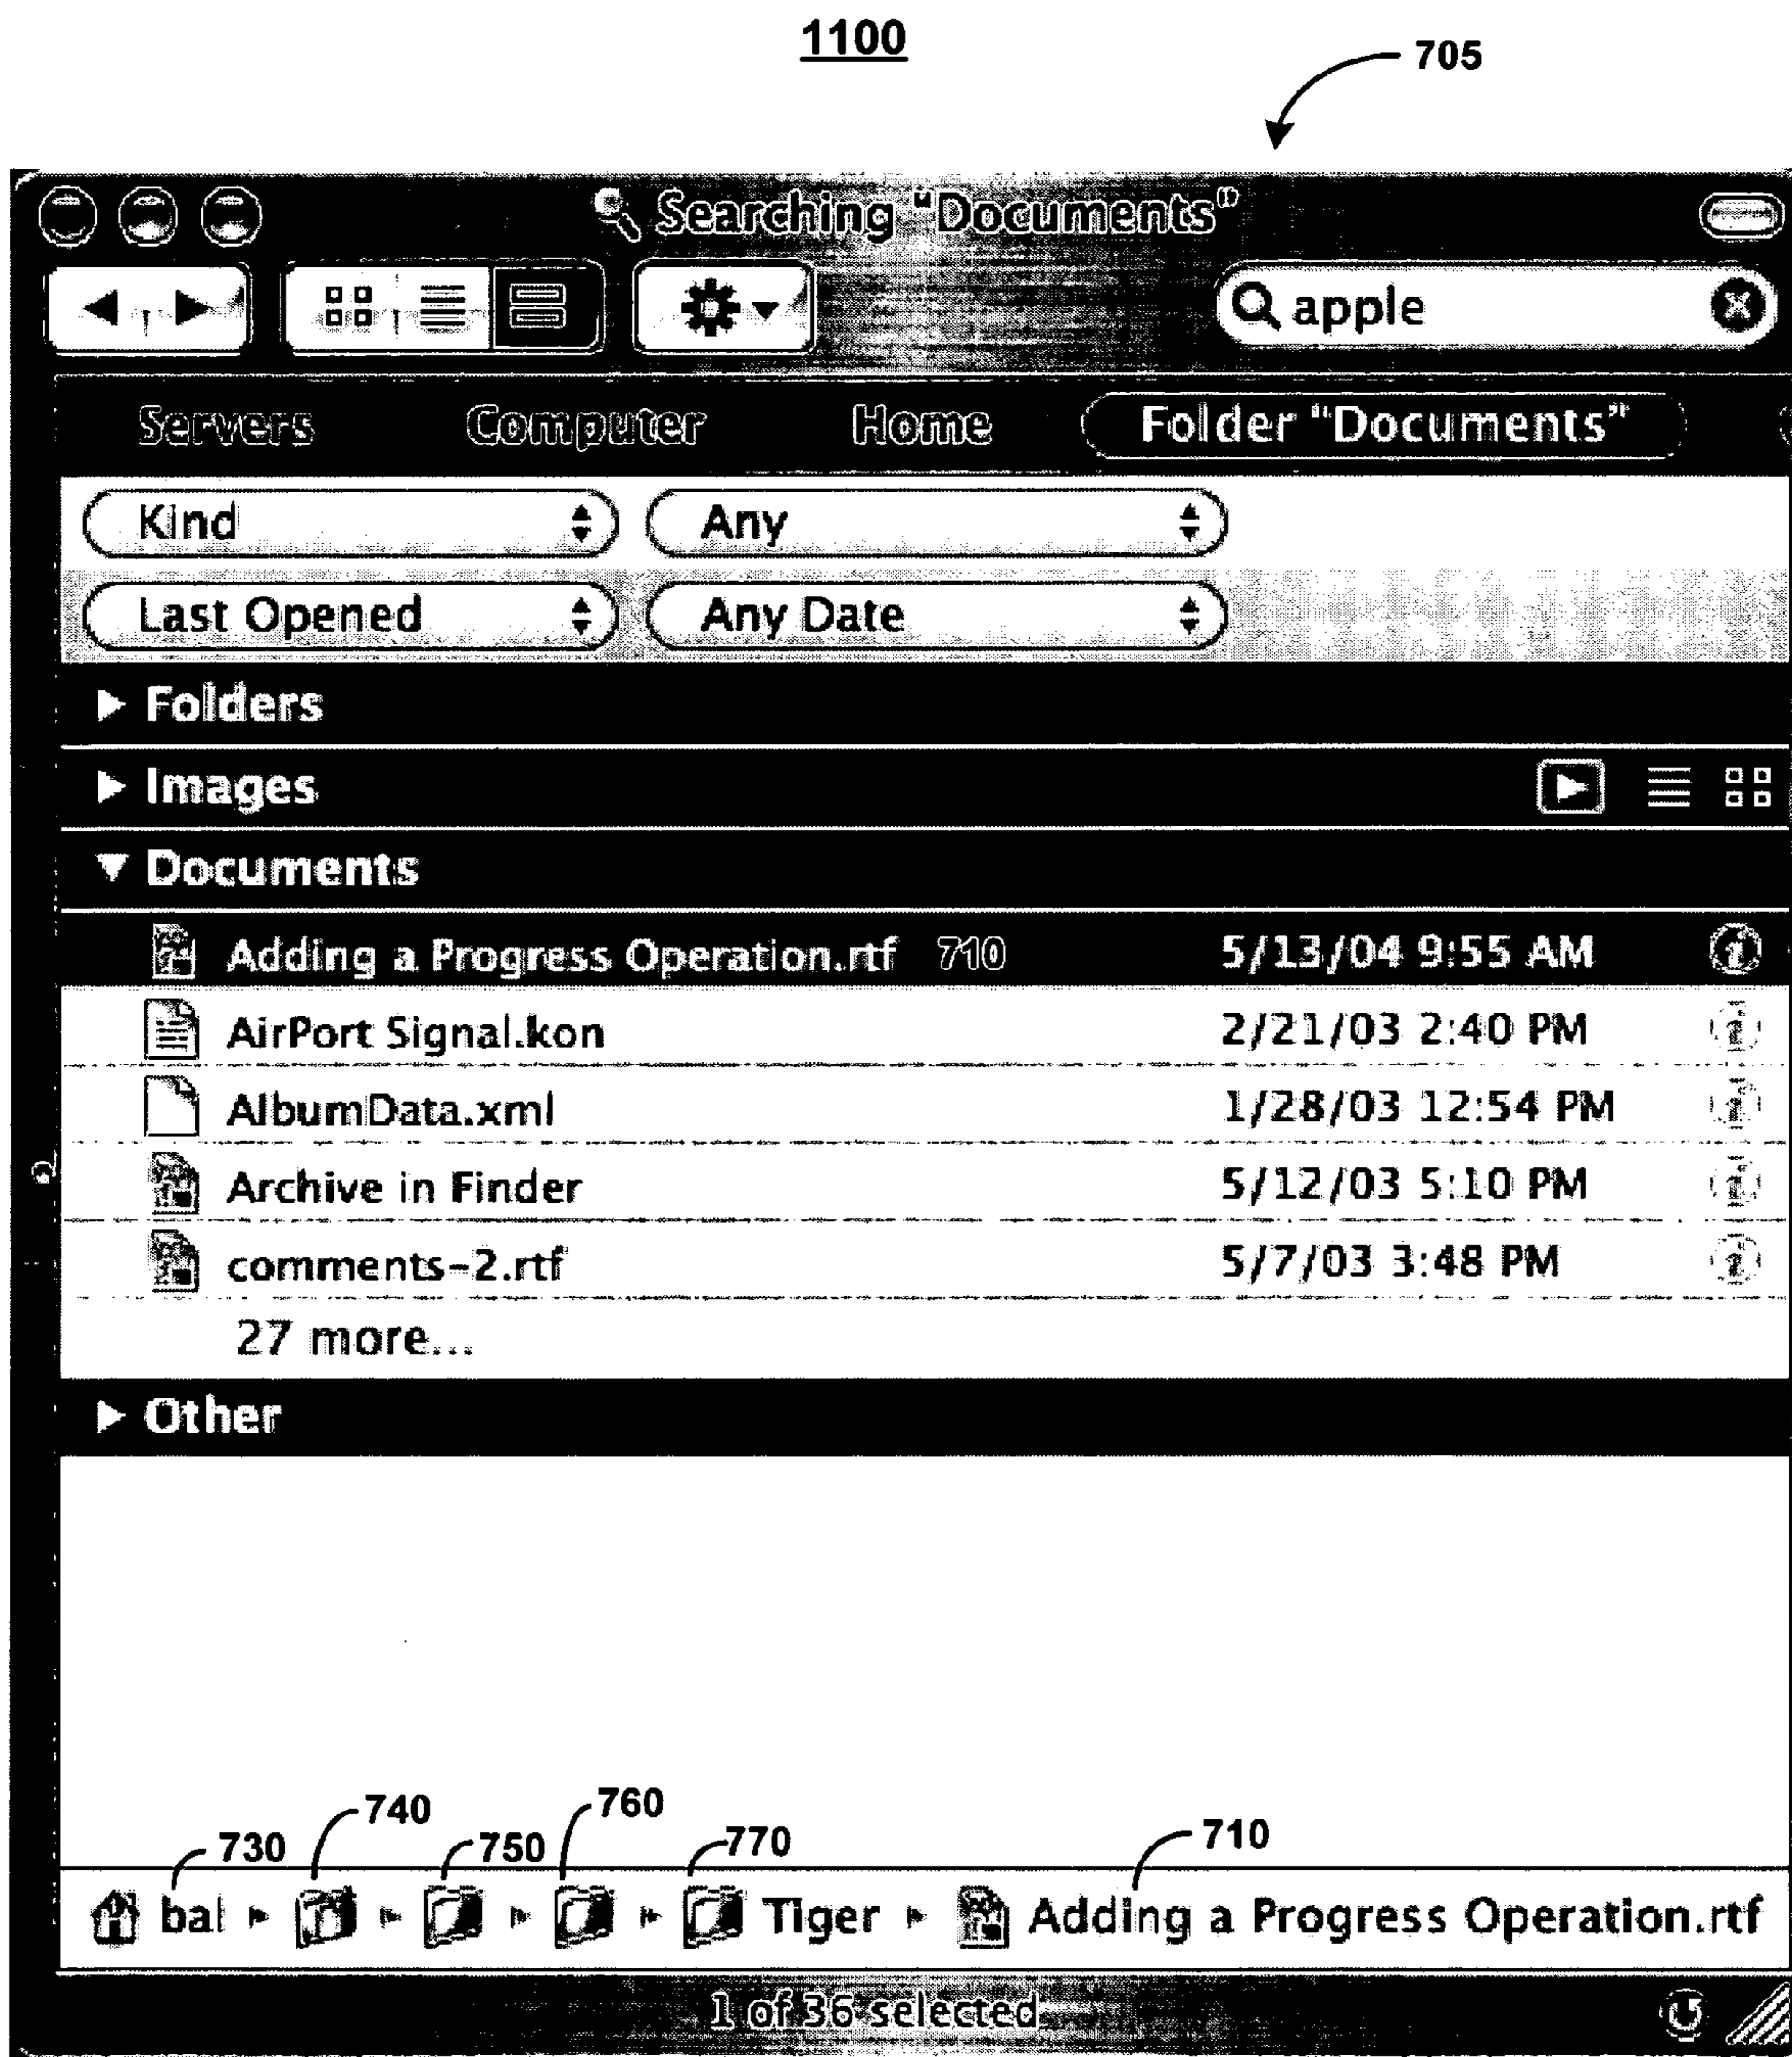 1100
705
Searching "Documents"
apple
Servers Computer Home Folder "Documents"
Kind Any
Last Opened Any Date
Folders
Images
Documents
Adding a Progress Operation.rtf 710 5/13/04 9:55 AM
AirPort Signal.kon 2/21/03 2:40 PM
AlbumData.xml 1/28/03 12:54 PM
Archive in Finder 5/12/03 5:10 PM
comments-2.rtf 5/7/03 3:48 PM
27 more...
Other
730 740 750 760 770 710
bal Tiger Adding a Progress Operation.rtf
1 of 36 selected